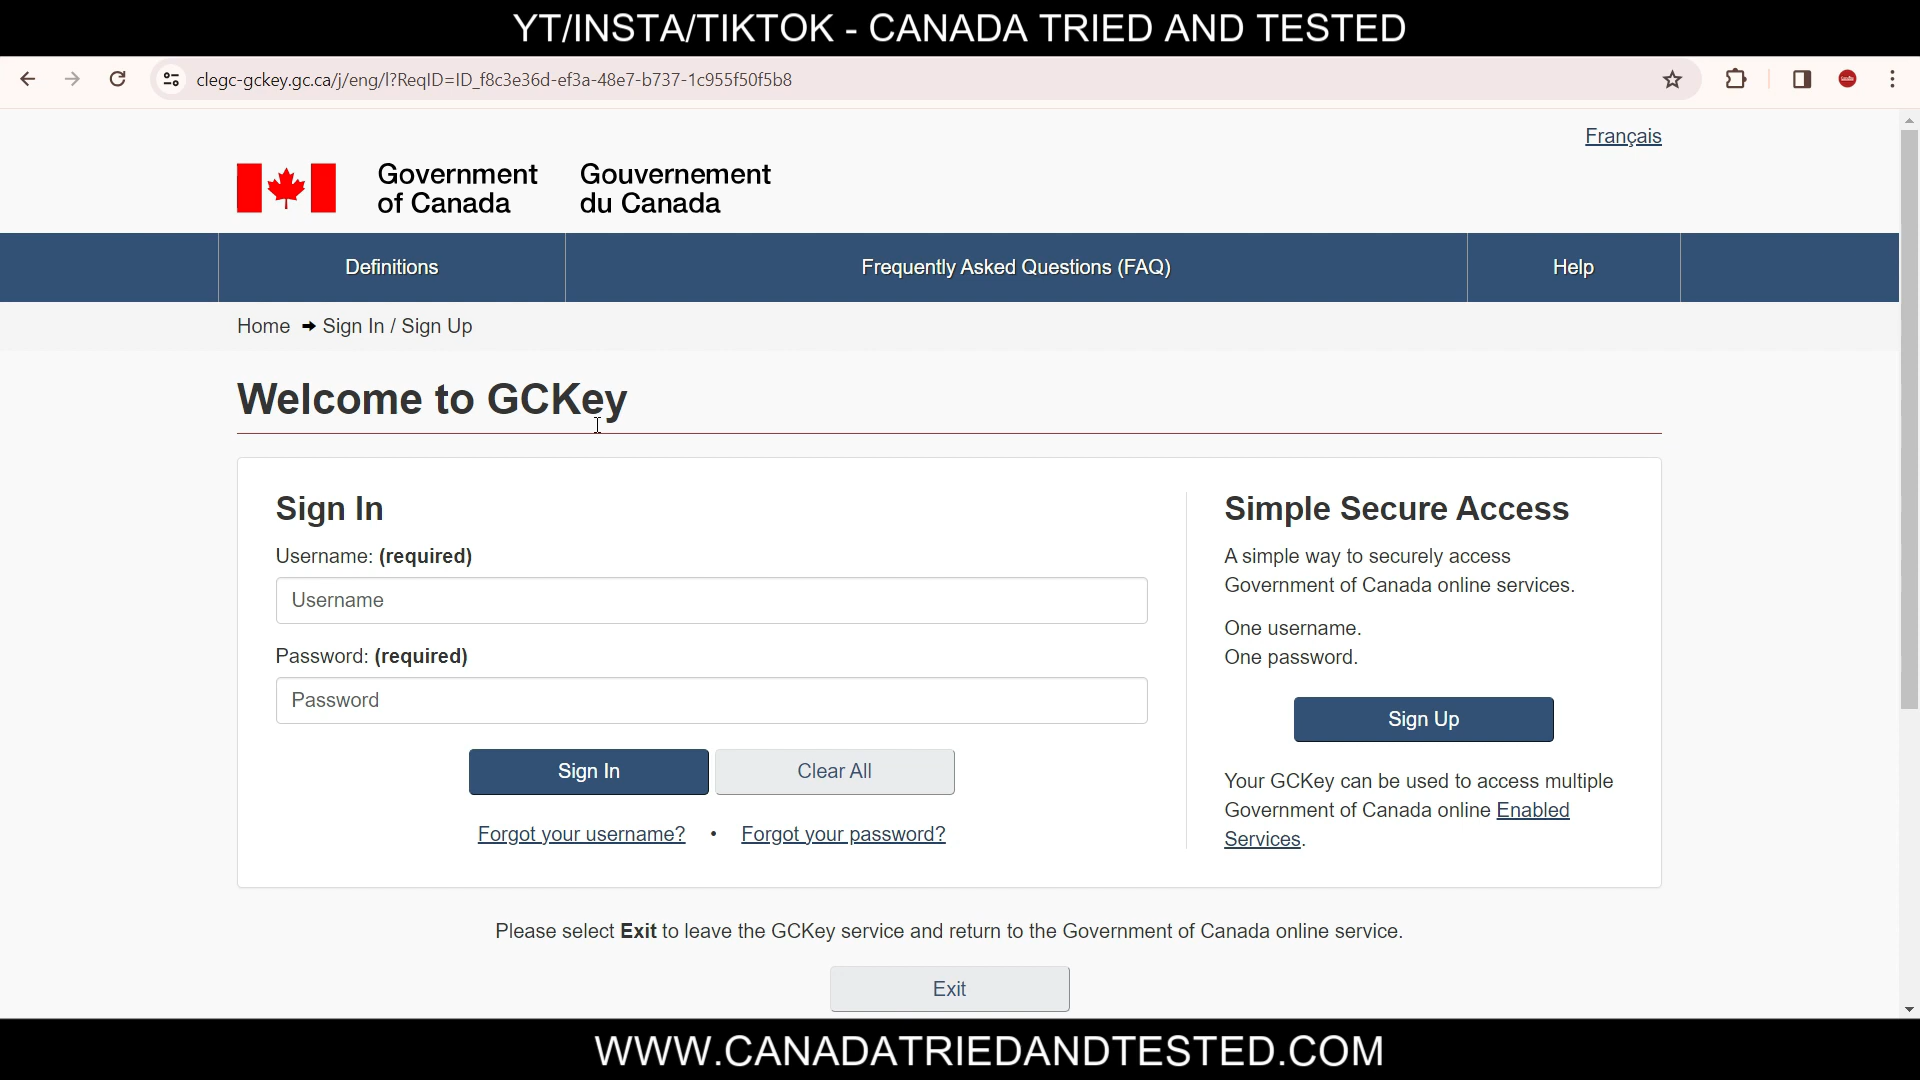 YT/INSTA/TIKTOK - CANADA TRIED AND TESTED
clegc-gckey.gc.ca/j/eng/l?ReqID=ID_f8c3e36d-ef3a-48e7-b737-1c955f50f5b8
Français
Government of Canada
Gouvernement du Canada
Definitions
Frequently Asked Questions (FAQ)
Help
Home ➔ Sign In / Sign Up
Welcome to GCKey
Sign In
Username: (required)
Username
Password: (required)
Password
Sign In
Clear All
Forgot your username? • Forgot your password?
Simple Secure Access
A simple way to securely access
Government of Canada online services.
One username.
One password.
Sign Up
Your GCKey can be used to access multiple
Government of Canada online Enabled
Services.
Please select Exit to leave the GCKey service and return to the Government of Canada online service.
Exit
WWW.CANADATRIEDANDTESTED.COM